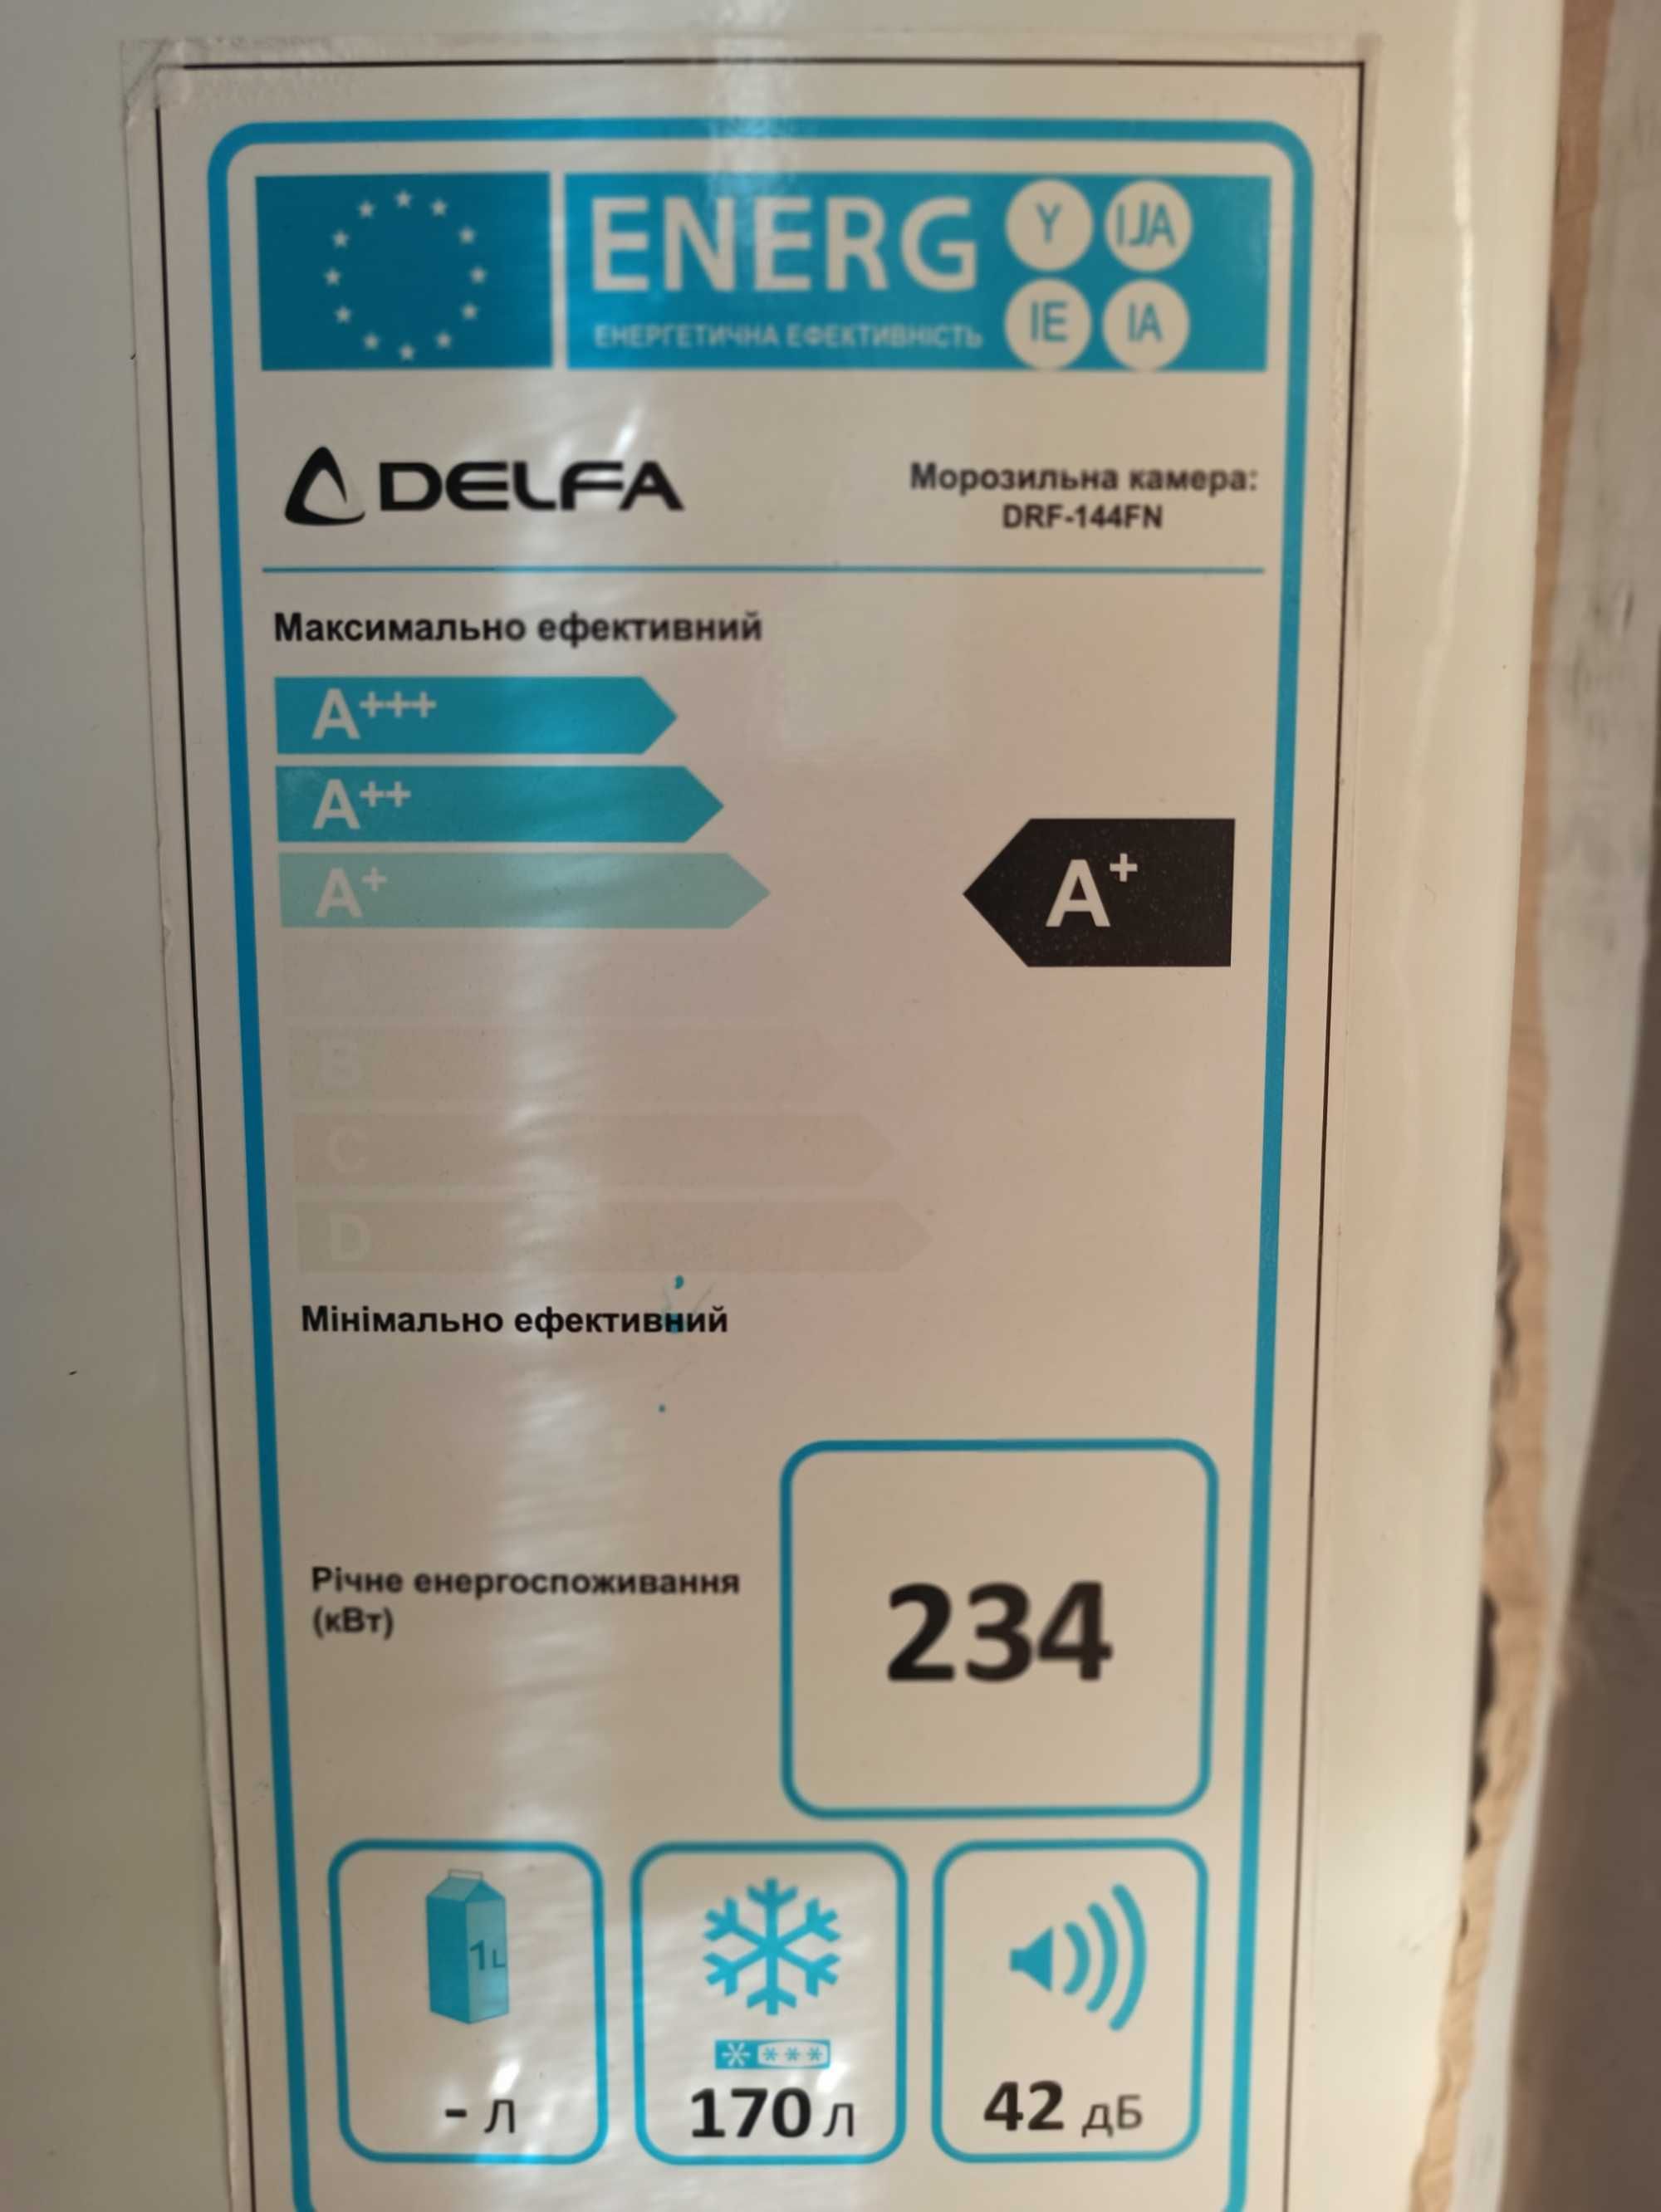 ENERG Y IJA
IE IA
ЕНЕРГЕТИЧНА ЕФЕКТИВНІСТЬ
DELFA
Морозильна камера:
DRF-144FN
Максимально ефективний
A+++
A++
A+
A+
B
C
D
Мінімально ефективний
Річне енергоспоживання
(кВт)
234
1L
- л
170 л
42 дБ